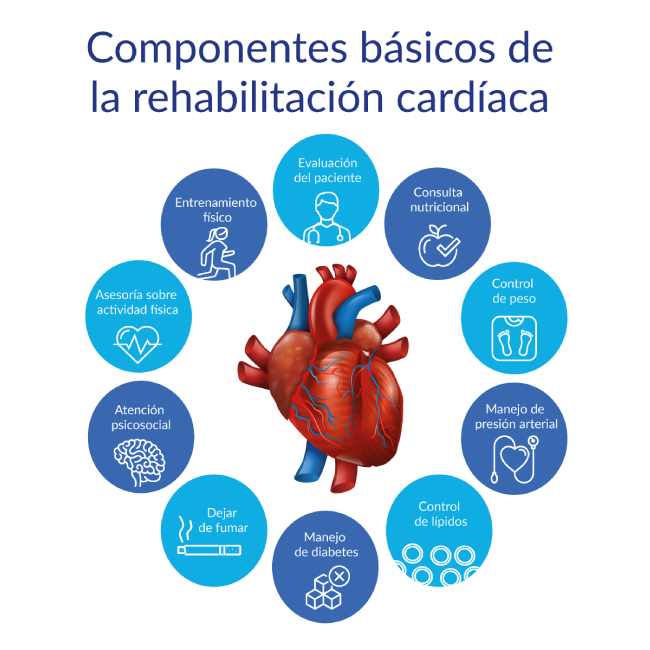 Componentes básicos de
la rehabilitación cardíaca
Evaluación
del paciente
Consulta
nutricional
Control
de peso
Manejo de
presión arterial
Control
de lípidos
Manejo
de diabetes
Dejar
de fumar
Atención
psicosocial
Asesoría sobre
actividad física
Entrenamiento
físico